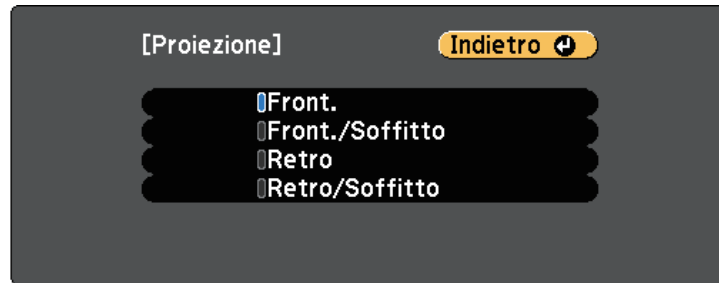 [Proiezione]
Indietro
Front.
Front./Soffitto
Retro
Retro/Soffitto